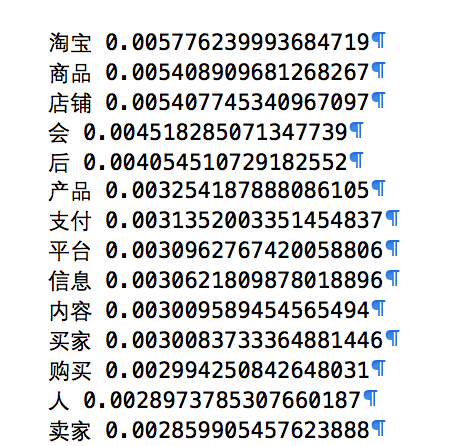 淘宝 0.005776239993684719¶
商品 0.005408909681268267¶
店铺 0.005407745340967097¶
会 0.004518285071347739¶
后 0.004054510729182552¶
产品 0.003254187888086105¶
支付 0.0031352003351454837¶
平台 0.0030962767420058806¶
信息 0.0030621809878018896¶
内容 0.003009589454565494¶
买家 0.0030083733364881446¶
购买 0.002994250842648031¶
人 0.0028973785307660187¶
卖家 0.002859905457623888¶